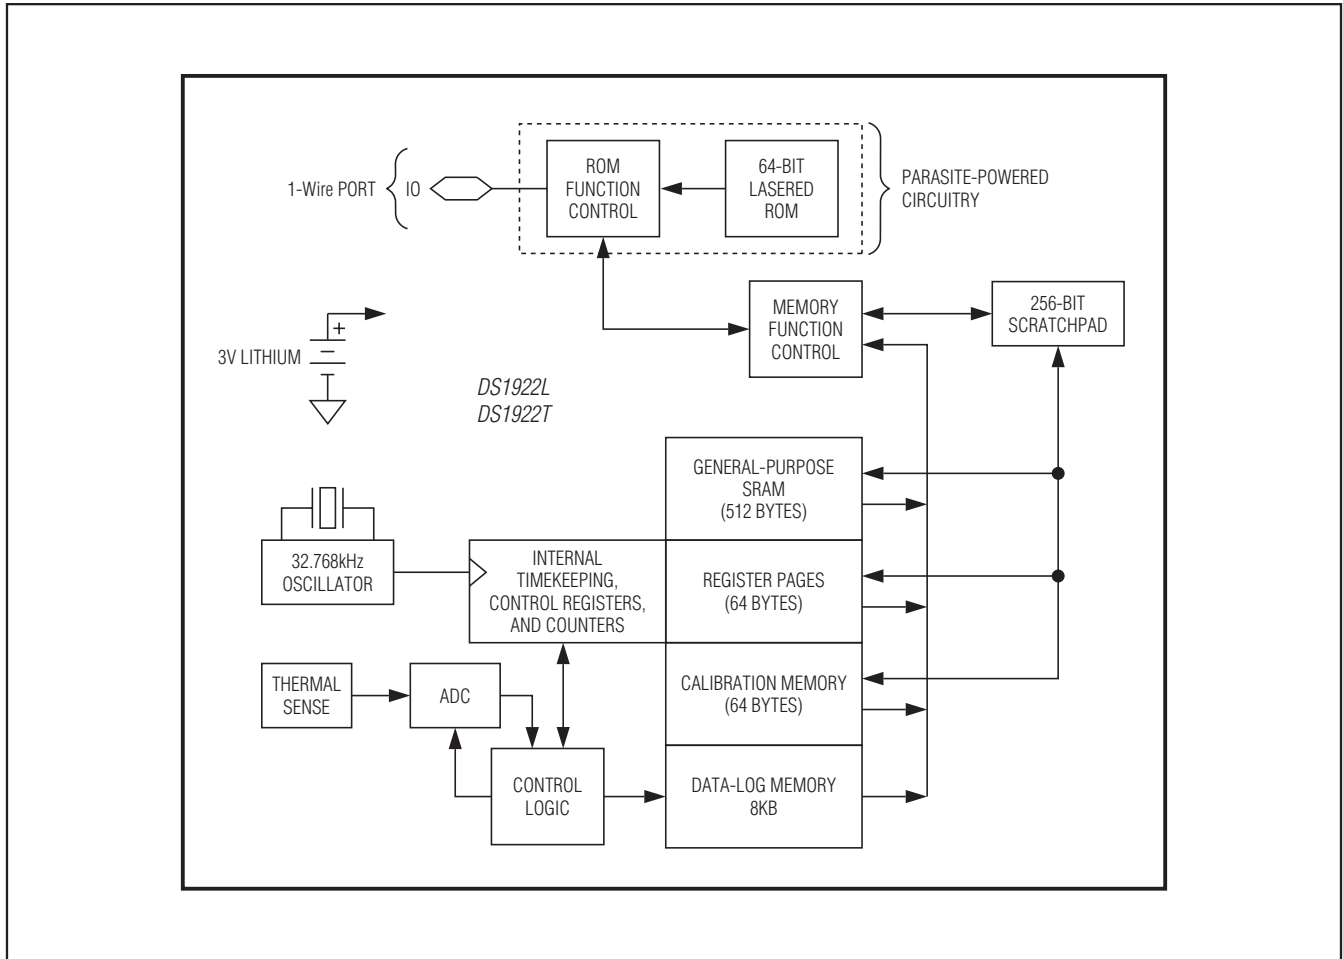 ROM
FUNCTION
CONTROL
64-BIT
LASERED
ROM
PARASITE-POWERED
CIRCUITRY
1-Wire PORT
IO
MEMORY
FUNCTION
CONTROL
256-BIT
SCRATCHPAD
+
3V LITHIUM
DS1922L
DS1922T
GENERAL-PURPOSE
SRAM
(512 BYTES)
32.768kHz
OSCILLATOR
INTERNAL
TIMEKEEPING,
CONTROL REGISTERS,
AND COUNTERS
REGISTER PAGES
(64 BYTES)
THERMAL
SENSE
ADC
CALIBRATION MEMORY
(64 BYTES)
CONTROL
LOGIC
DATA-LOG MEMORY
8KB